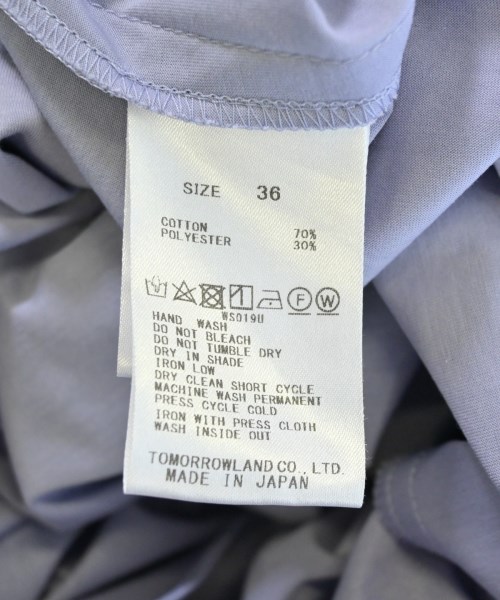 SIZE 36
COTTON 70%
POLYESTER 30%
F W
WS019U
HAND WASH
DO NOT BLEACH
DO NOT TUMBLE DRY
DRY IN SHADE
IRON LOW
DRY CLEAN SHORT CYCLE
MACHINE WASH PERMANENT
PRESS CYCLE COLD
IRON WITH PRESS CLOTH
WASH INSIDE OUT
TOMORROWLAND CO., LTD.
MADE IN JAPAN